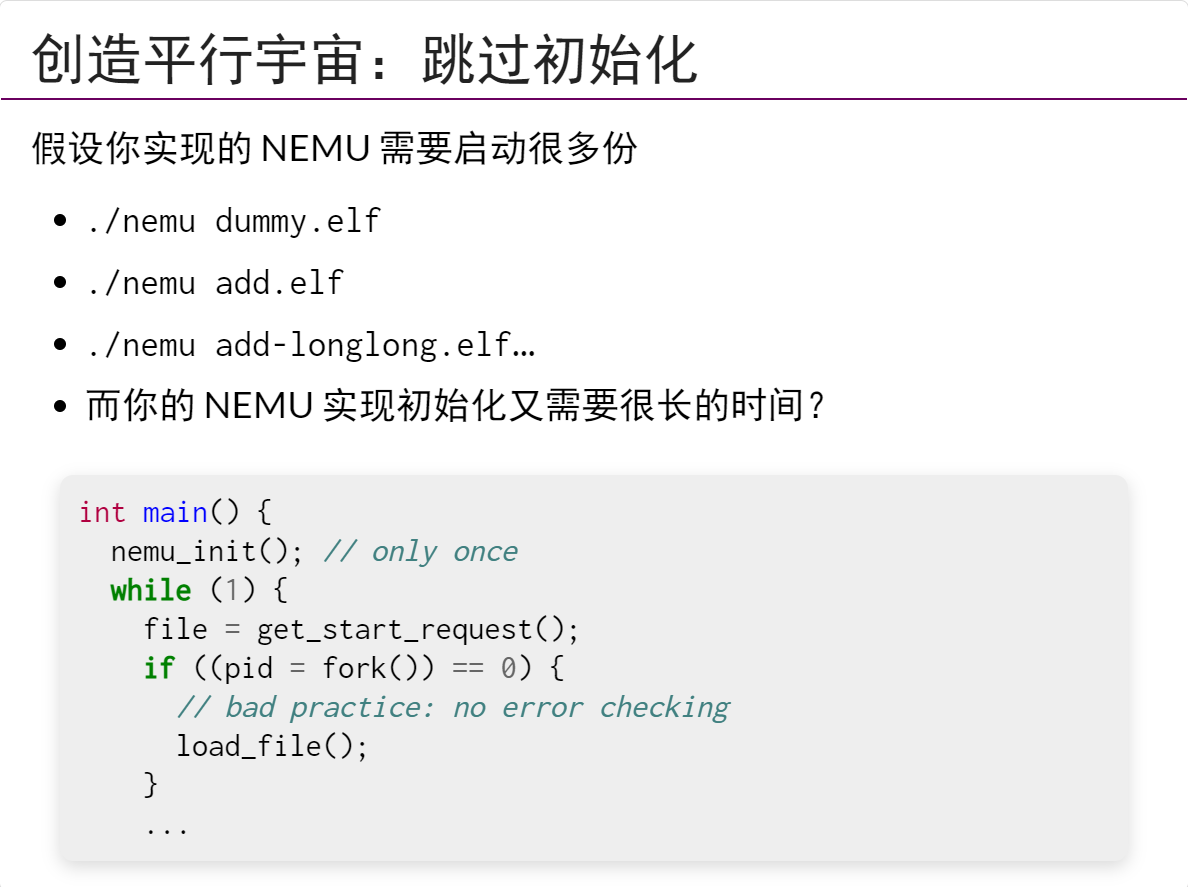 创造平行宇宙：跳过初始化
假设你实现的 NEMU 需要启动很多份
• ./nemu dummy.elf
• ./nemu add.elf
• ./nemu add-longlong.elf…
• 而你的 NEMU 实现初始化又需要很长的时间？
int main() {
  nemu_init(); // only once
  while (1) {
    file = get_start_request();
    if ((pid = fork()) == 0) {
      // bad practice: no error checking
      load_file();
    }
    ...